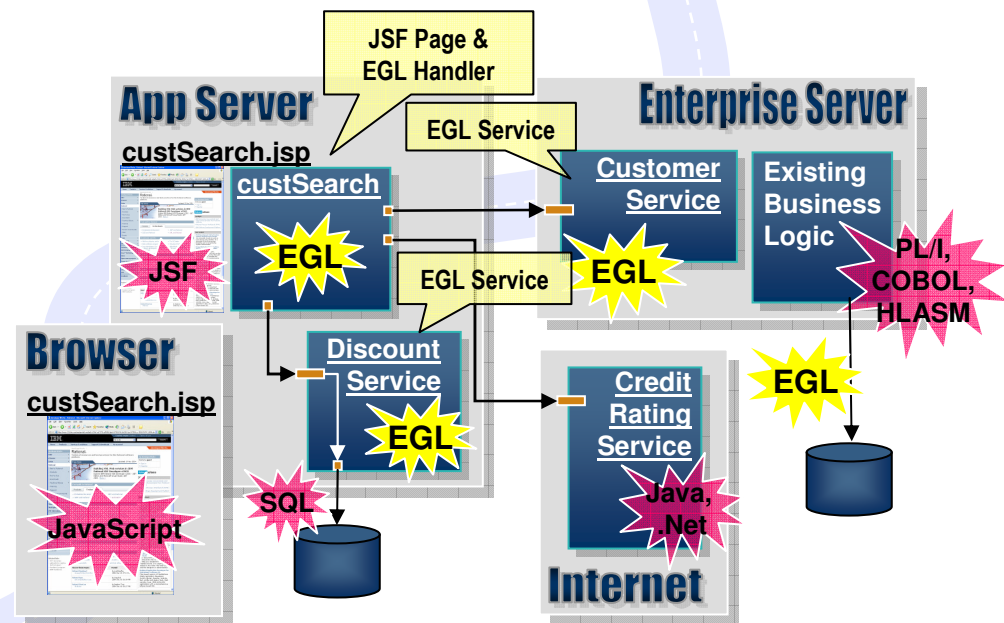 JSF Page &
EGL Handler
App Server
Enterprise Server
EGL Service
custSearch.jsp
custSearch
Customer
Service
Existing
Business
Logic
JSF
EGL
EGL
PL/I,
COBOL,
HLASM
EGL Service
Browser
custSearch.jsp
Discount
Service
EGL
Credit
Rating
Service
EGL
JavaScript
SQL
Java,
.Net
Internet